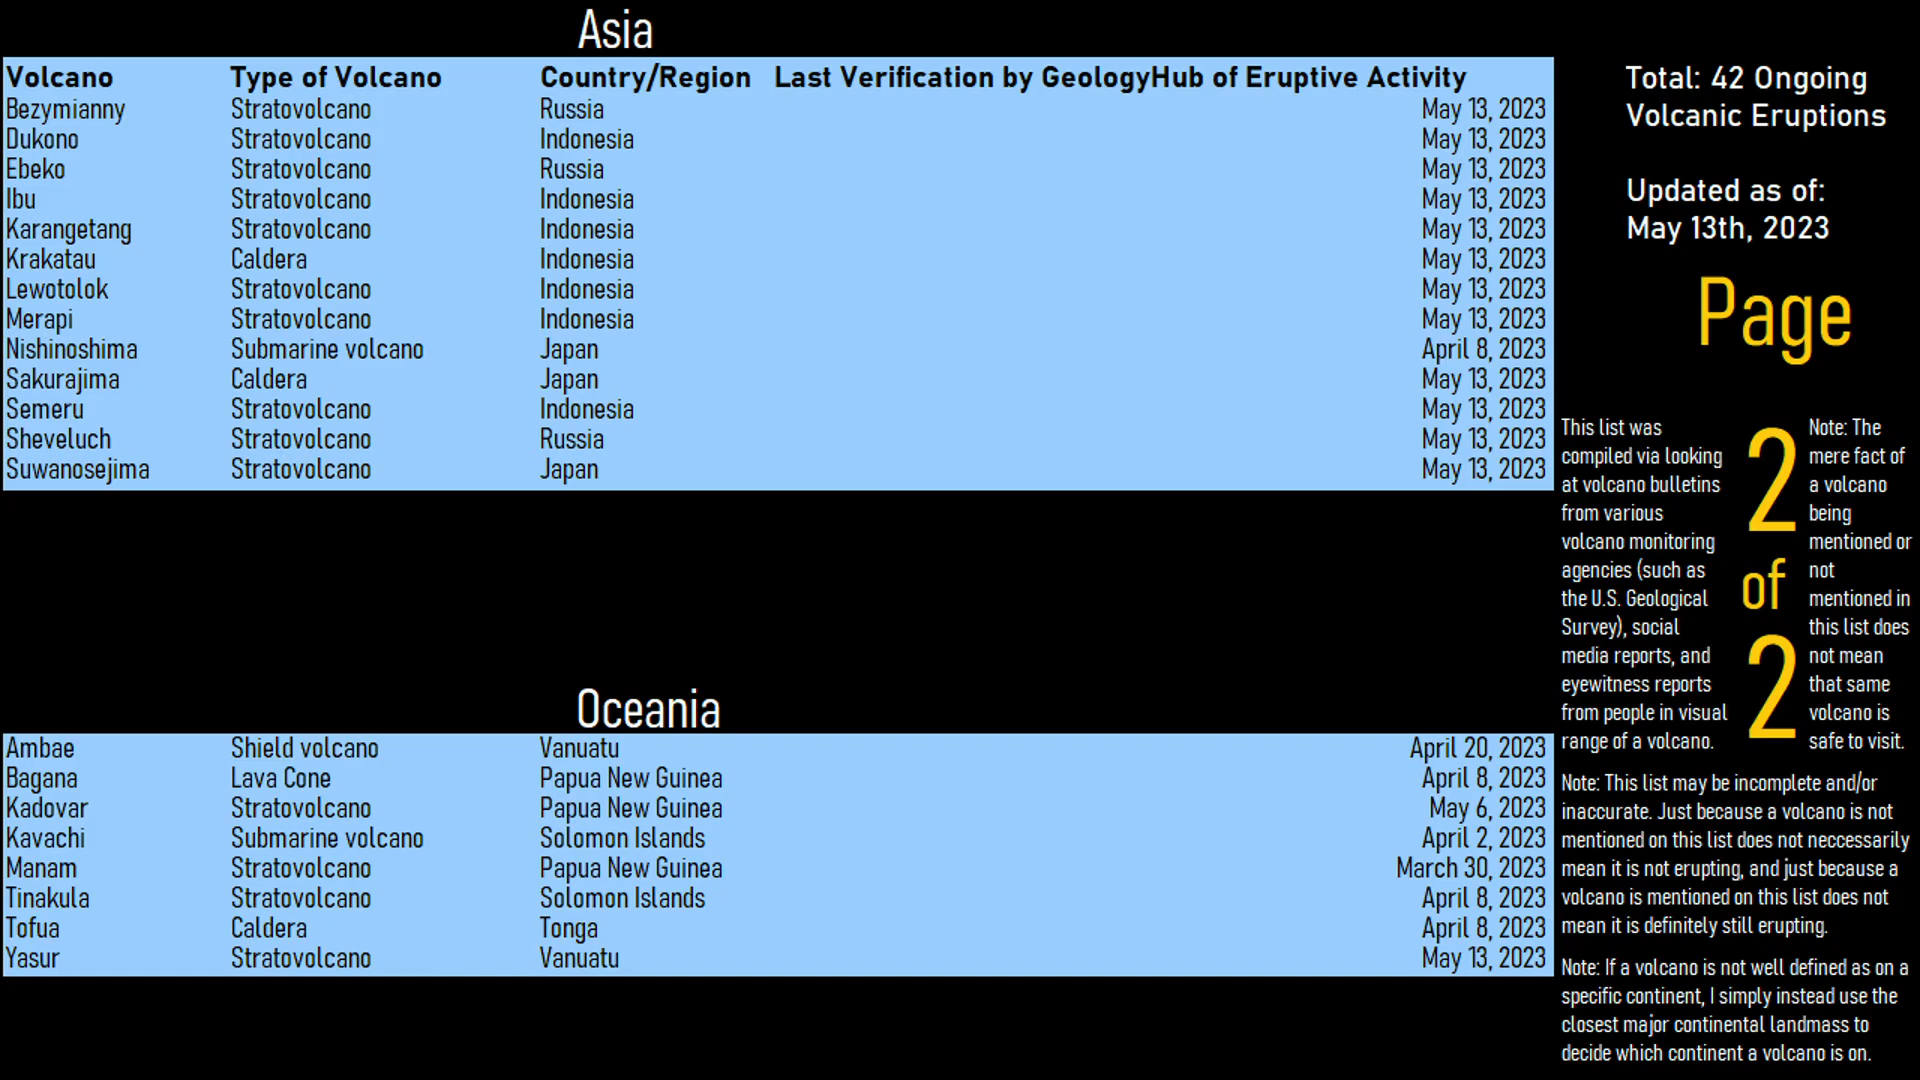 Asia
Volcano Type of Volcano Country/Region Last Verification by GeologyHub of Eruptive Activity
Bezymianny Stratovolcano Russia May 13, 2023
Dukono Stratovolcano Indonesia May 13, 2023
Ebeko Stratovolcano Russia May 13, 2023
Ibu Stratovolcano Indonesia May 13, 2023
Karangetang Stratovolcano Indonesia May 13, 2023
Krakatau Caldera Indonesia May 13, 2023
Lewotolok Stratovolcano Indonesia May 13, 2023
Merapi Stratovolcano Indonesia May 13, 2023
Nishinoshima Submarine volcano Japan April 8, 2023
Sakurajima Caldera Japan May 13, 2023
Semeru Stratovolcano Indonesia May 13, 2023
Sheveluch Stratovolcano Russia May 13, 2023
Suwanosejima Stratovolcano Japan May 13, 2023
Oceania
Ambae Shield volcano Vanuatu April 20, 2023
Bagana Lava Cone Papua New Guinea April 8, 2023
Kadovar Stratovolcano Papua New Guinea May 6, 2023
Kavachi Submarine volcano Solomon Islands April 2, 2023
Manam Stratovolcano Papua New Guinea March 30, 2023
Tinakula Stratovolcano Solomon Islands April 8, 2023
Tofua Caldera Tonga April 8, 2023
Yasur Stratovolcano Vanuatu May 13, 2023
Total: 42 Ongoing
Volcanic Eruptions
Updated as of:
May 13th, 2023
Page
2
of
2
This list was
compiled via looking
at volcano bulletins
from various
volcano monitoring
agencies (such as
the U.S. Geological
Survey), social
media reports, and
eyewitness reports
from people in visual
range of a volcano.
Note: The
mere fact of
a volcano
being
mentioned or
not
mentioned in
this list does
not mean
that same
volcano is
safe to visit.
Note: This list may be incomplete and/or
inaccurate. Just because a volcano is not
mentioned on this list does not neccessarily
mean it is not erupting, and just because a
volcano is mentioned on this list does not
mean it is definitely still erupting.
Note: If a volcano is not well defined as on a
specific continent, I simply instead use the
closest major continental landmass to
decide which continent a volcano is on.